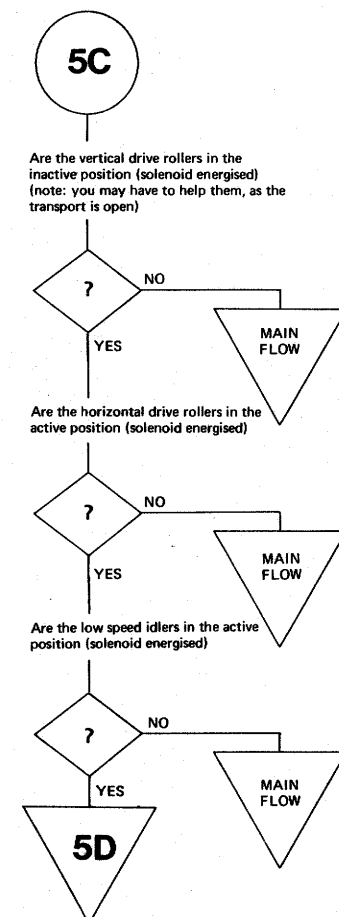 5C
Are the vertical drive rollers in the
inactive position (solenoid energised)
(note: you may have to help them, as the
transport is open)
?
NO
MAIN
FLOW
YES
Are the horizontal drive rollers in the
active position (solenoid energised)
?
NO
MAIN
FLOW
YES
Are the low speed idlers in the active
position (solenoid energised)
?
NO
MAIN
FLOW
YES
5D